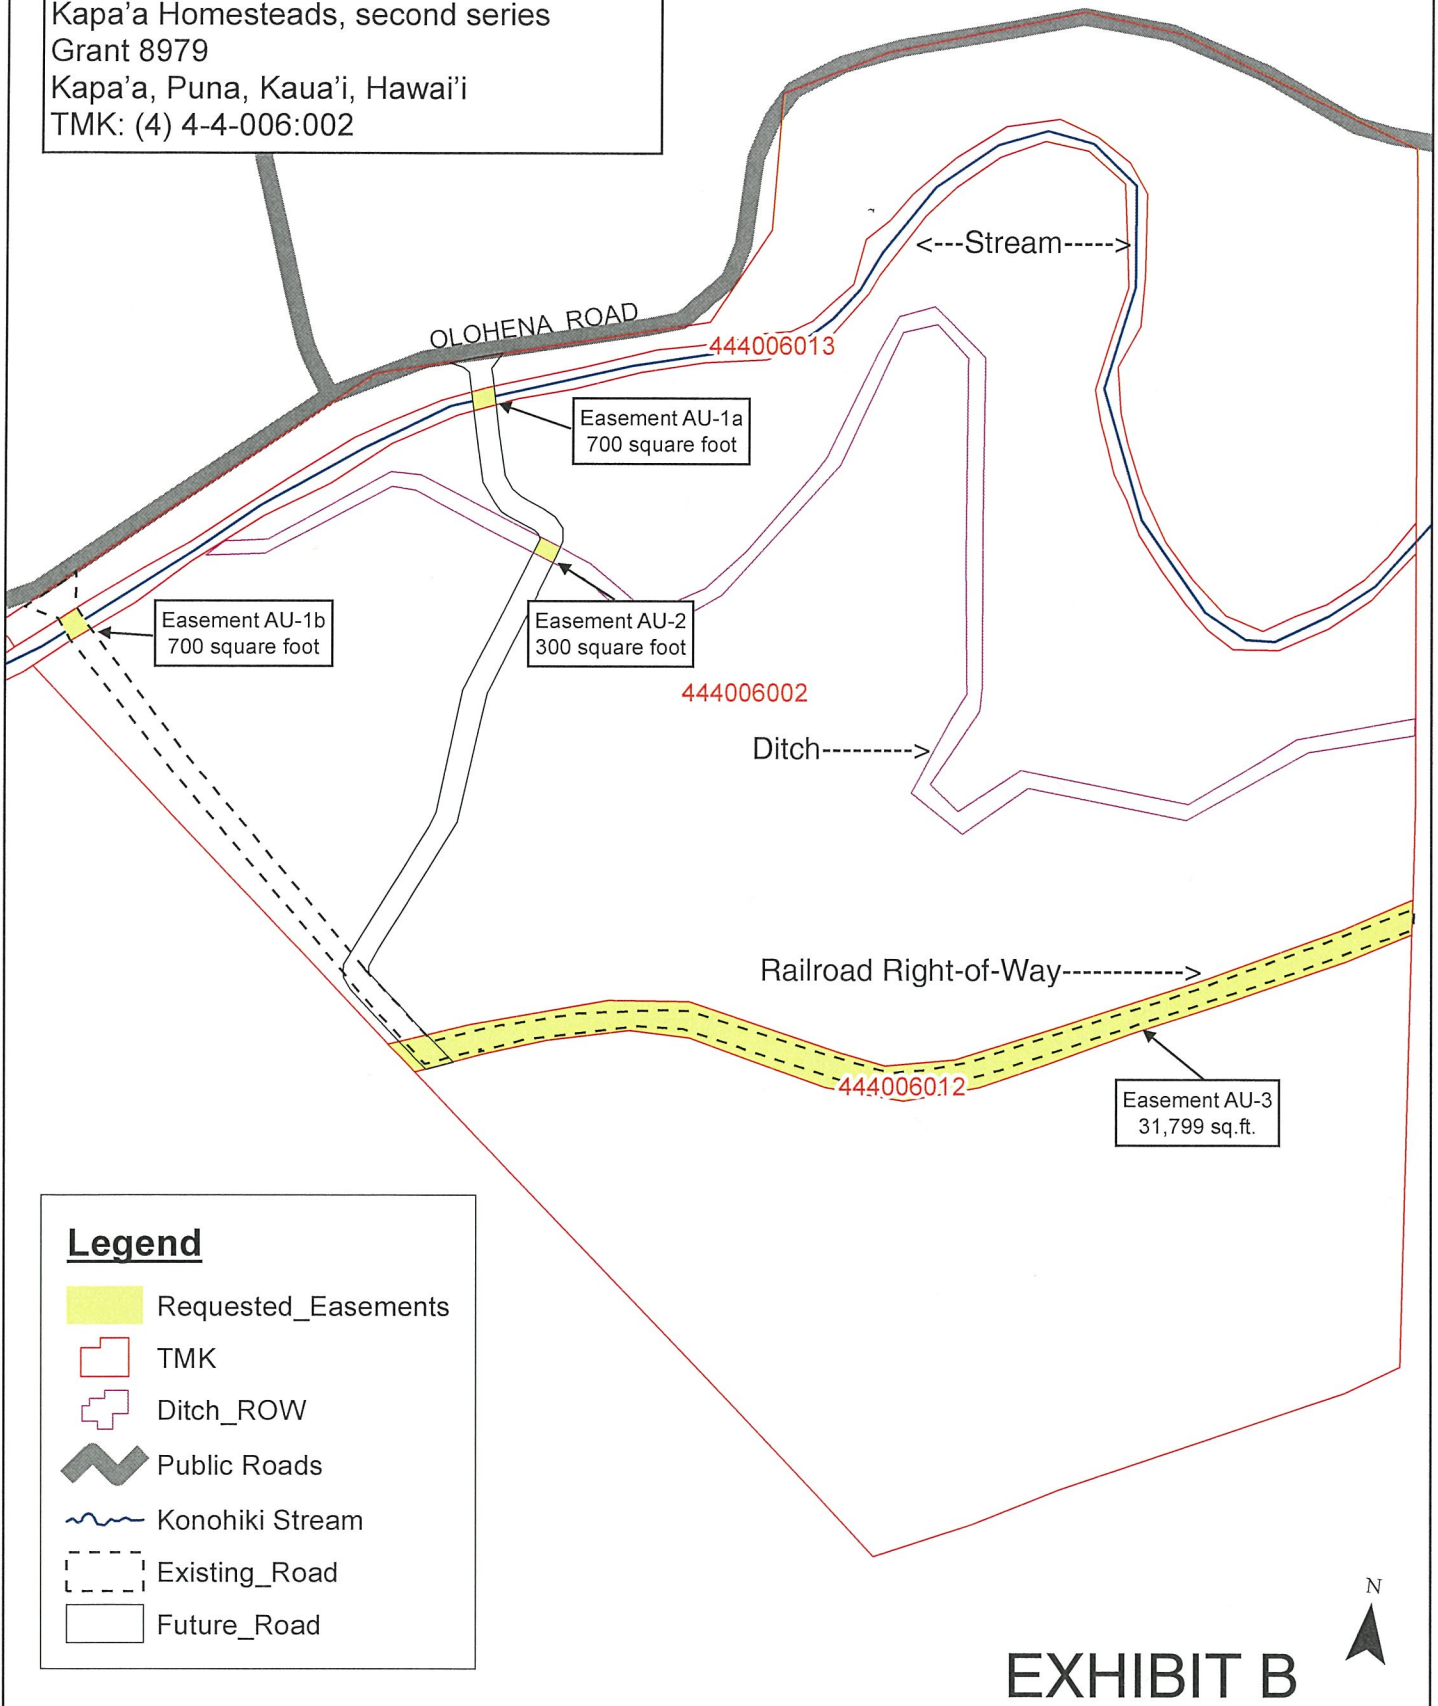 Kapa'a Homesteads, second series
Grant 8979
Kapa'a, Puna, Kaua'i, Hawai'i
TMK: (4) 4-4-006:002
<---Stream----->
OLOHENA ROAD
444006013
Easement AU-1a
700 square foot
Easement AU-1b
700 square foot
Easement AU-2
300 square foot
444006002
Ditch--------->
Railroad Right-of-Way------------>
444006012
Easement AU-3
31,799 sq.ft.
Legend
Requested_Easements
TMK
Ditch_ROW
Public Roads
Konohiki Stream
Existing_Road
Future_Road
N
EXHIBIT B